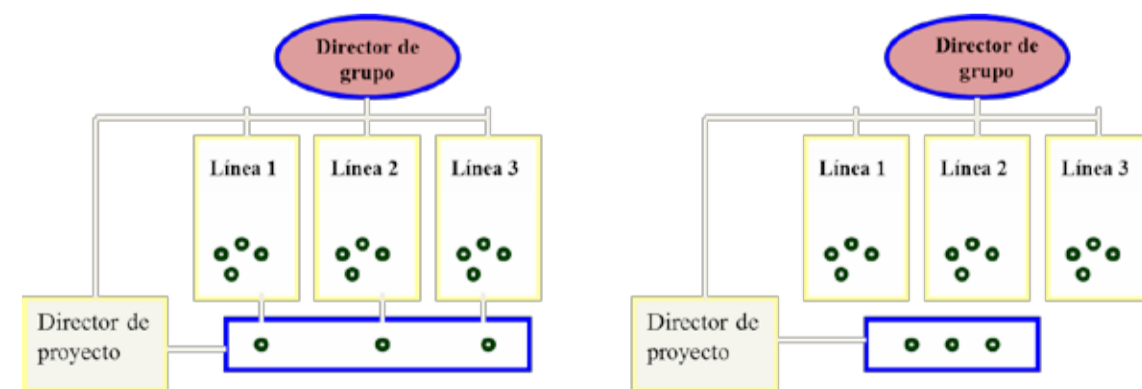 Director de
grupo
Línea 1
Línea 2
Línea 3
Director de
proyecto
Director de
grupo
Línea 1
Línea 2
Línea 3
Director de
proyecto